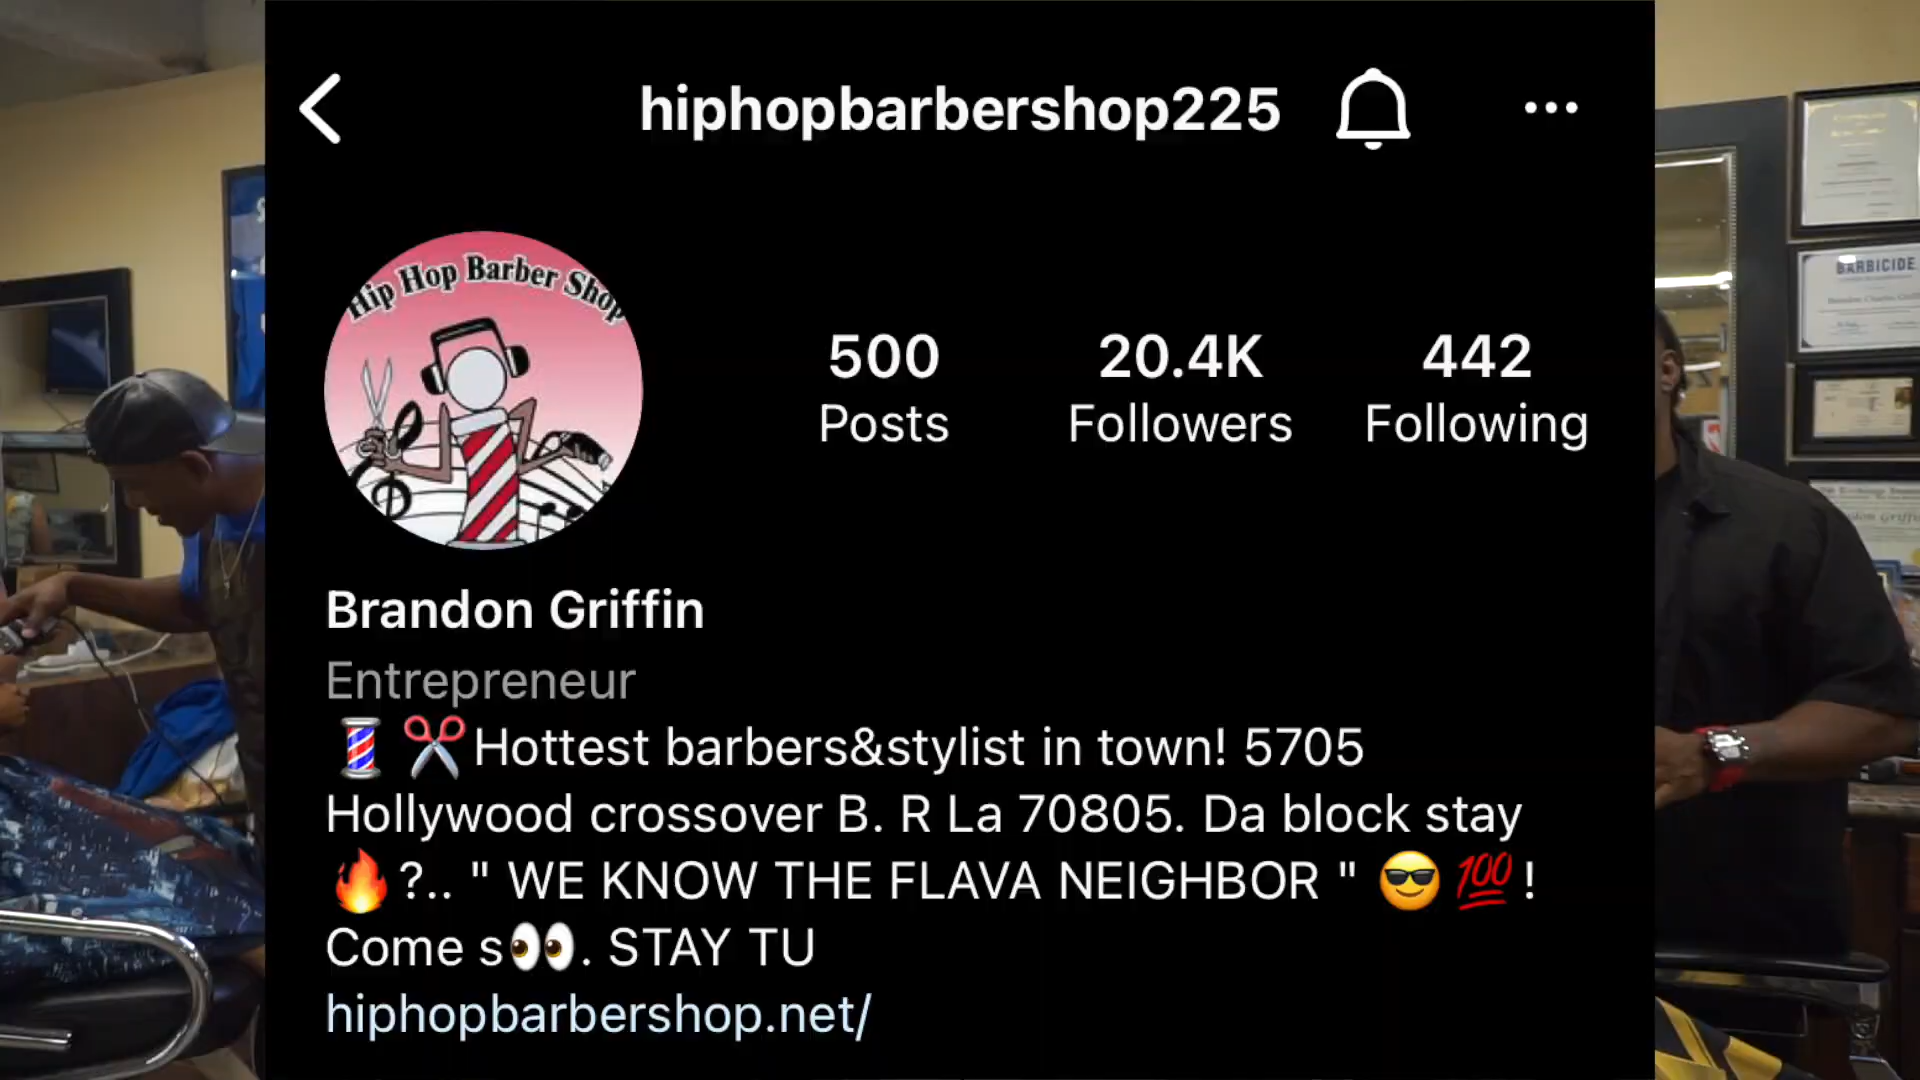 hiphopbarbershop225
Hip Hop Barber Shop
500
Posts
20.4K
Followers
442
Following
Brandon Griffin
Entrepreneur
💈✂️Hottest barbers&stylist in town! 5705
Hollywood crossover B. R La 70805. Da block stay
🔥?.. " WE KNOW THE FLAVA NEIGHBOR " 😎 💯!
Come s👀. STAY TU
hiphopbarbershop.net/
BARBICIDE